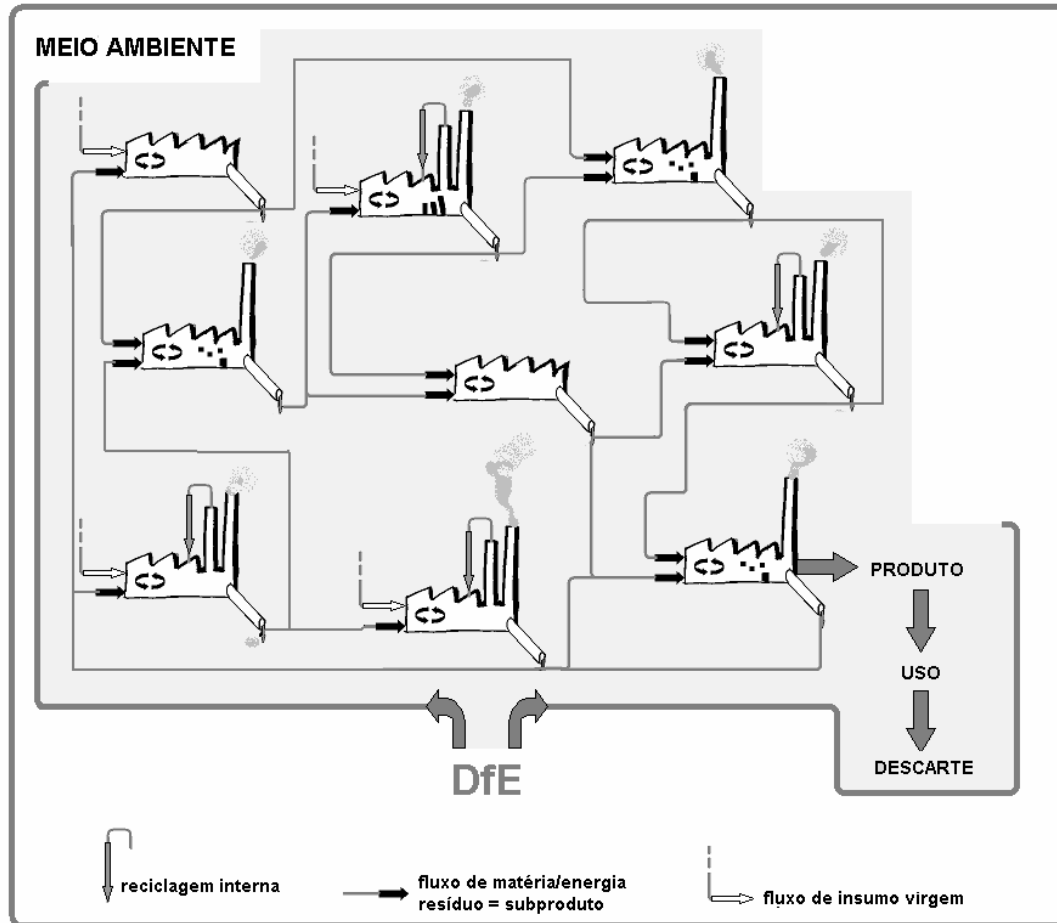 MEIO AMBIENTE
PRODUTO
USO
DESCARTE
DfE
reciclagem interna
fluxo de matéria/energia
resíduo = subproduto
fluxo de insumo virgem